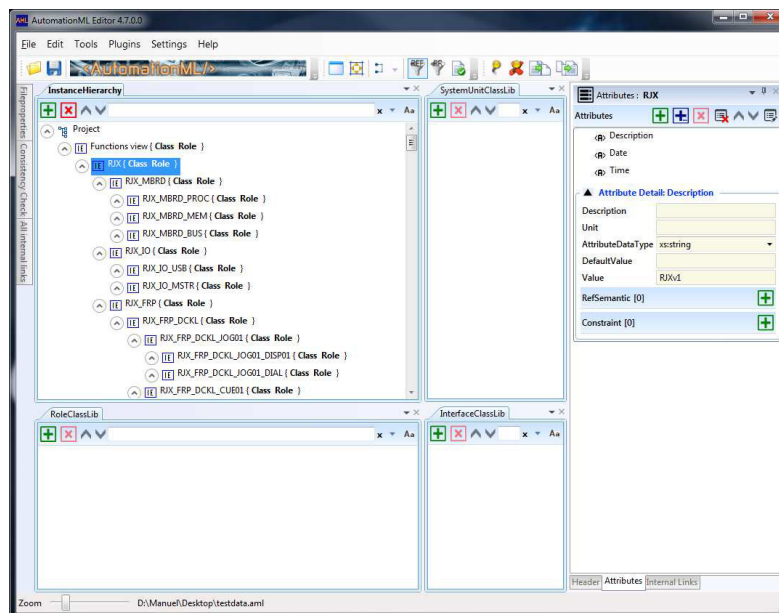 AutomationML Editor 4.7.0.0
File Edit Tools Plugins Settings Help
<AutomationML/>
Fileproperties Consistency Check All internal links
InstanceHierarchy
x Aa
Project
Functions view { Class Role }
RJX { Class Role }
RJX_MBRD { Class Role }
RJX_MBRD_PROC { Class Role }
RJX_MBRD_MEM { Class Role }
RJX_MBRD_BUS { Class Role }
RJX_IO { Class Role }
RJX_IO_USB { Class Role }
RJX_IO_MSTR { Class Role }
RJX_FRP { Class Role }
RJX_FRP_DCKL { Class Role }
RJX_FRP_DCKL_JOG01 { Class Role }
RJX_FRP_DCKL_JOG01_DISP01 { Class Role }
RJX_FRP_DCKL_JOG01_DIAL { Class Role }
RJX_FRP_DCKL_CUE01 { Class Role }
SystemUnitClassLib
x Aa
Attributes : RJX
Attributes
Description
Date
Time
Attribute Detail: Description
Description
Unit
AttributeDataType xs:string
DefaultValue
Value RJXv1
RefSemantic [0]
Constraint [0]
RoleClassLib
x Aa
InterfaceClassLib
x Aa
Header Attributes Internal Links
Zoom D:\Manuel\Desktop\testdata.aml